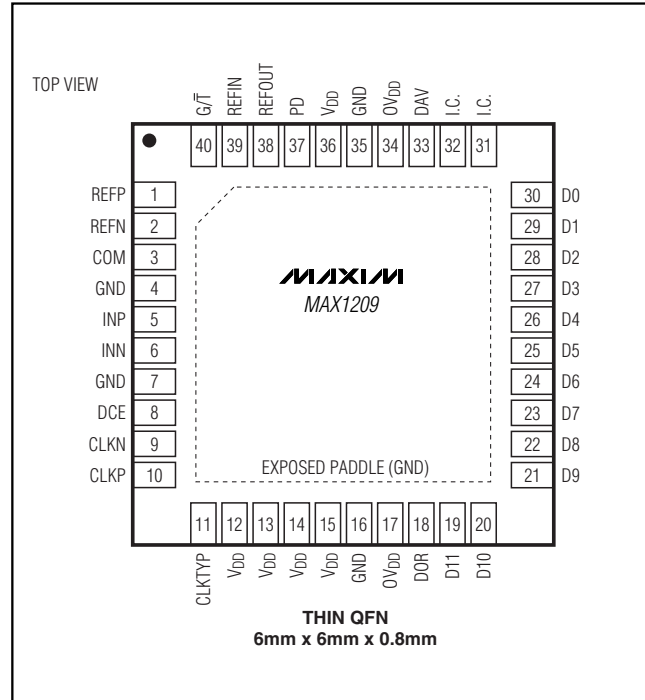 TOP VIEW
G/T̅
REFIN
REFOUT
PD
VDD
GND
OVDD
DAV
I.C.
I.C.
40 39 38 37 36 35 34 33 32 31
REFP 1
REFN 2
COM 3
GND 4
INP 5
INN 6
GND 7
DCE 8
CLKN 9
CLKP 10
30 D0
29 D1
28 D2
27 D3
26 D4
25 D5
24 D6
23 D7
22 D8
21 D9
MAXIM
MAX1209
EXPOSED PADDLE (GND)
11 12 13 14 15 16 17 18 19 20
CLKTYP
VDD
VDD
VDD
VDD
GND
OVDD
DOR
D11
D10
THIN QFN
6mm x 6mm x 0.8mm